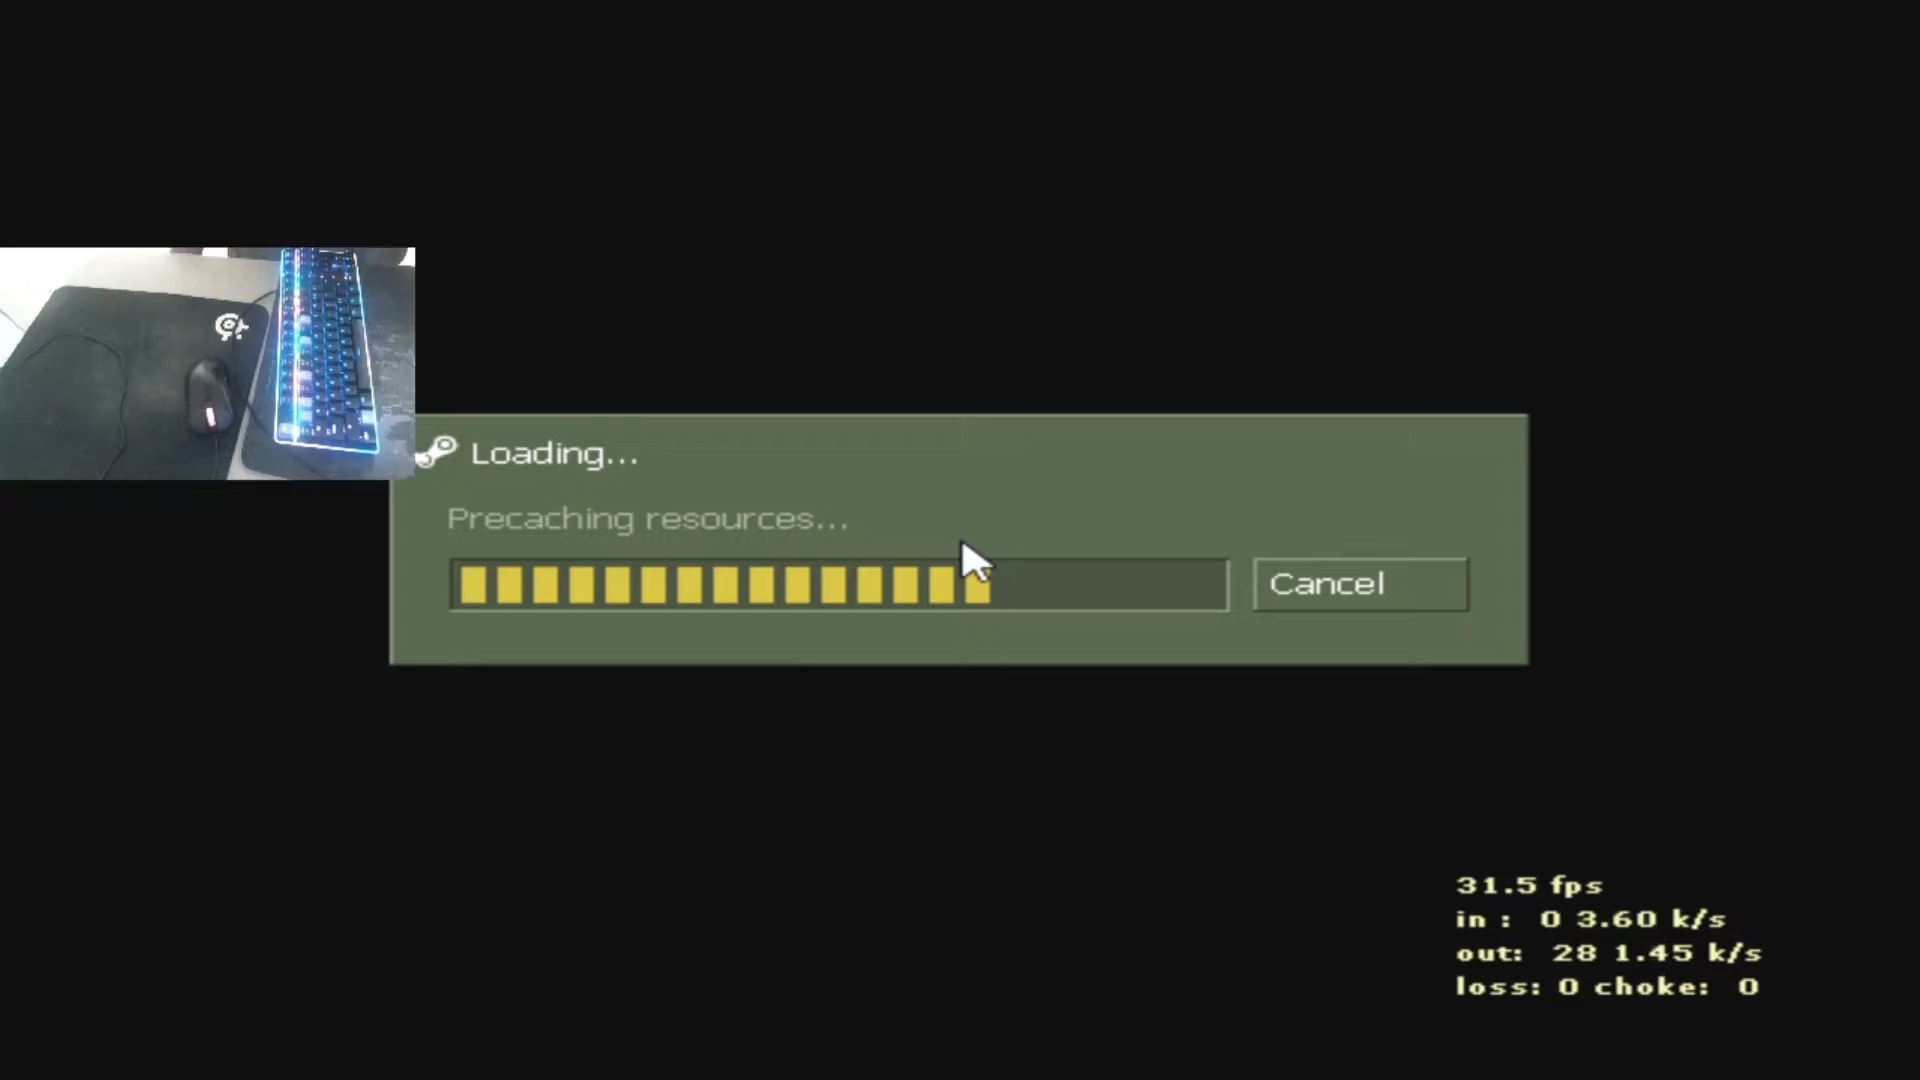 Loading...
Precaching resources...
Cancel
31.5 fps
in :  0 3.60 k/s
out:  28 1.45 k/s
loss: 0 choke:  0